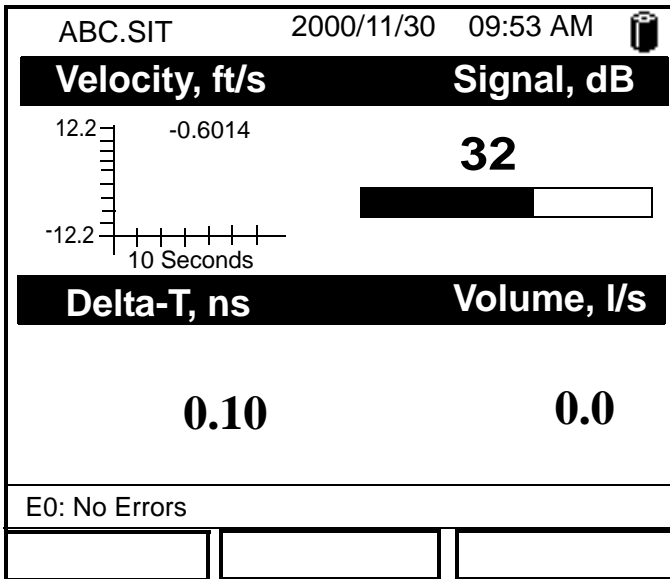 ABC.SIT 2000/11/30 09:53 AM
Velocity, ft/s Signal, dB
12.2 -0.6014
32
-12.2
10 Seconds
Delta-T, ns Volume, l/s
0.10 0.0
E0: No Errors